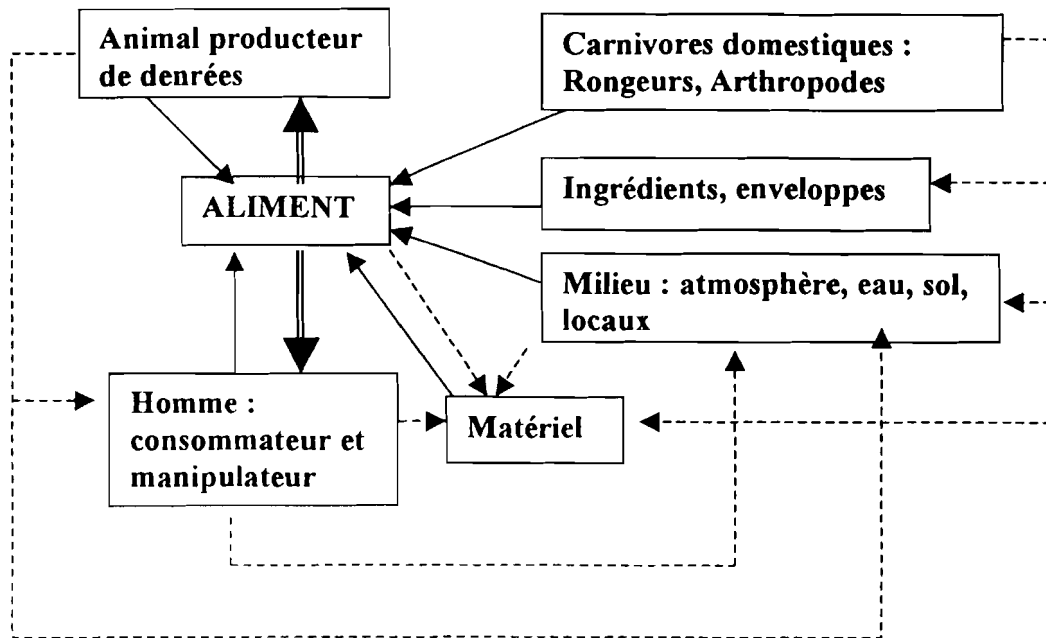 Animal producteur
de denrées
Carnivores domestiques :
Rongeurs, Arthropodes
ALIMENT
Ingrédients, enveloppes
Milieu : atmosphère, eau, sol,
locaux
Homme :
consommateur et
manipulateur
Matériel